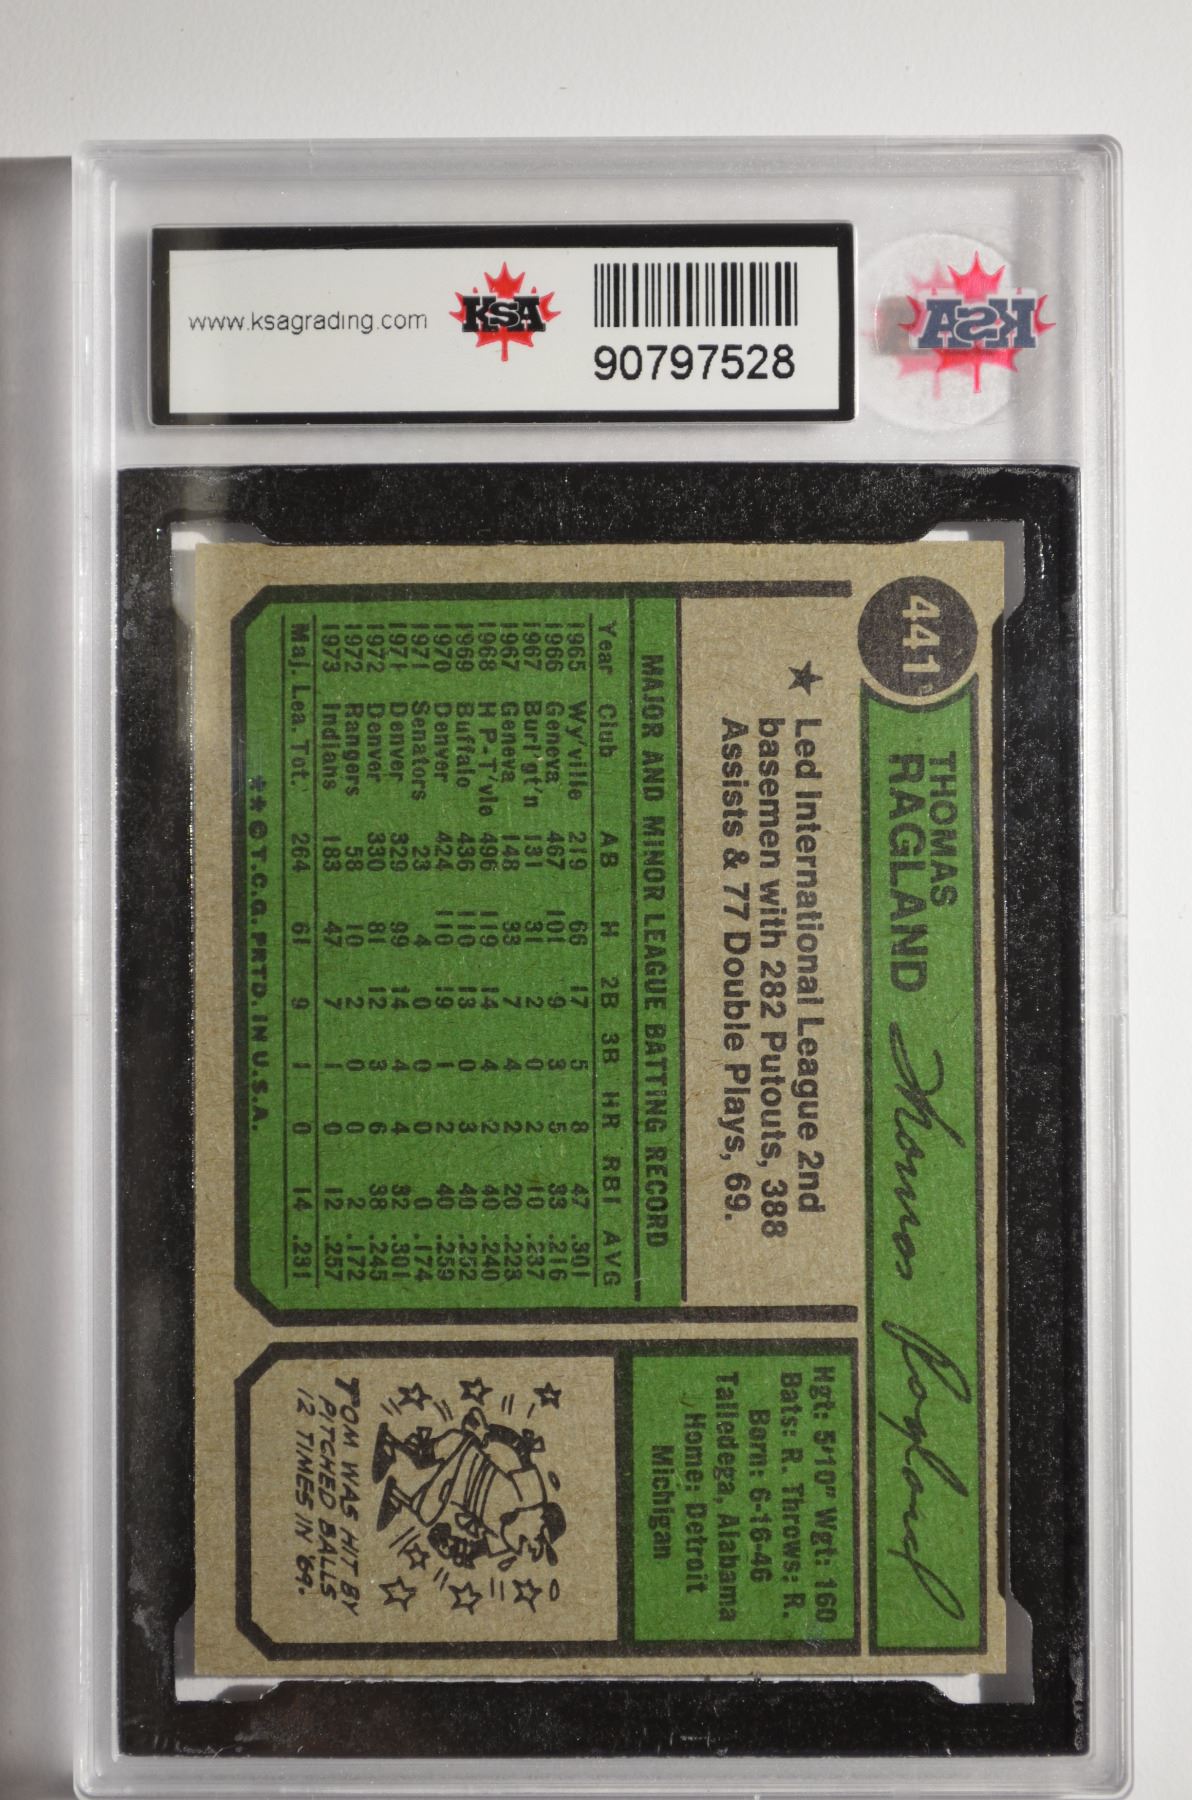 www.ksagrading.com
KSA
90797528
KSA
441
THOMAS
RAGLAND
Thomas Ragland
★ Led International League 2nd
basemen with 282 Putouts, 388
Assists & 77 Double Plays, 69.
MAJOR AND MINOR LEAGUE BATTING RECORD
Year Club AB H 2B 3B HR RBI AVG
1965 Wy'ville 219 66 17 5 8 47 .301
1966 Geneva 467 101 9 3 5 33 .216
1967 Burl'gt'n 131 31 2 0 2 10 .237
1967 Geneva 148 33 7 4 2 20 .223
1968 H P-T'vle 496 119 14 4 2 40 .240
1969 Buffalo 436 110 13 0 3 40 .252
1970 Denver 424 110 19 1 2 40 .259
1971 Senators 23 4 0 0 0 0 .174
1971 Denver 329 99 14 4 4 32 .301
1972 Denver 330 81 12 3 6 38 .245
1972 Rangers 58 10 2 0 0 2 .172
1973 Indians 183 47 7 1 0 12 .257
Maj. Lea. Tot. 264 61 9 1 0 14 .231
**© T.C.G. PRTD. IN U.S.A.
Hgt: 5'10" Wgt: 160
Bats: R. Throws: R.
Born: 6-16-46
Talledega, Alabama
Home: Detroit
Michigan
TOM WAS HIT BY
PITCHED BALLS
12 TIMES IN '69.